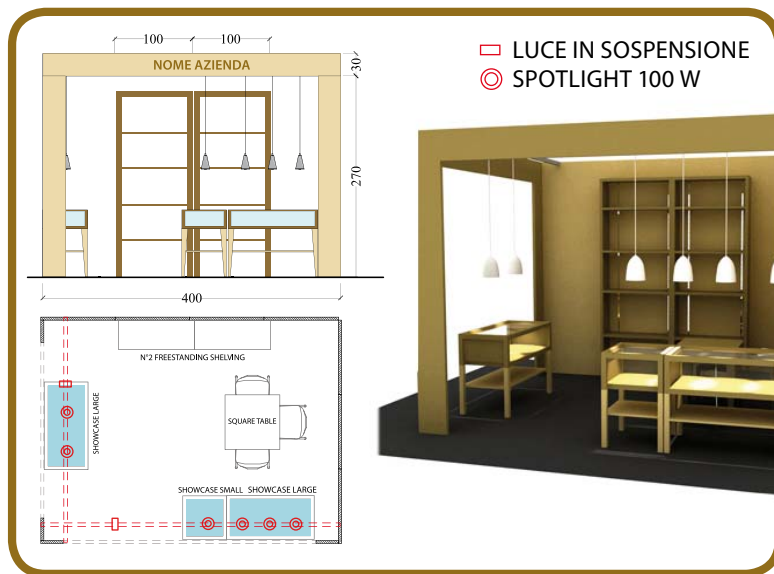 100
100
NOME AZIENDA
30
270
400
LUCE IN SOSPENSIONE
SPOTLIGHT 100 W
N°2 FREESTANDING SHELVING
SHOWCASE LARGE
SQUARE TABLE
SHOWCASE SMALL
SHOWCASE LARGE